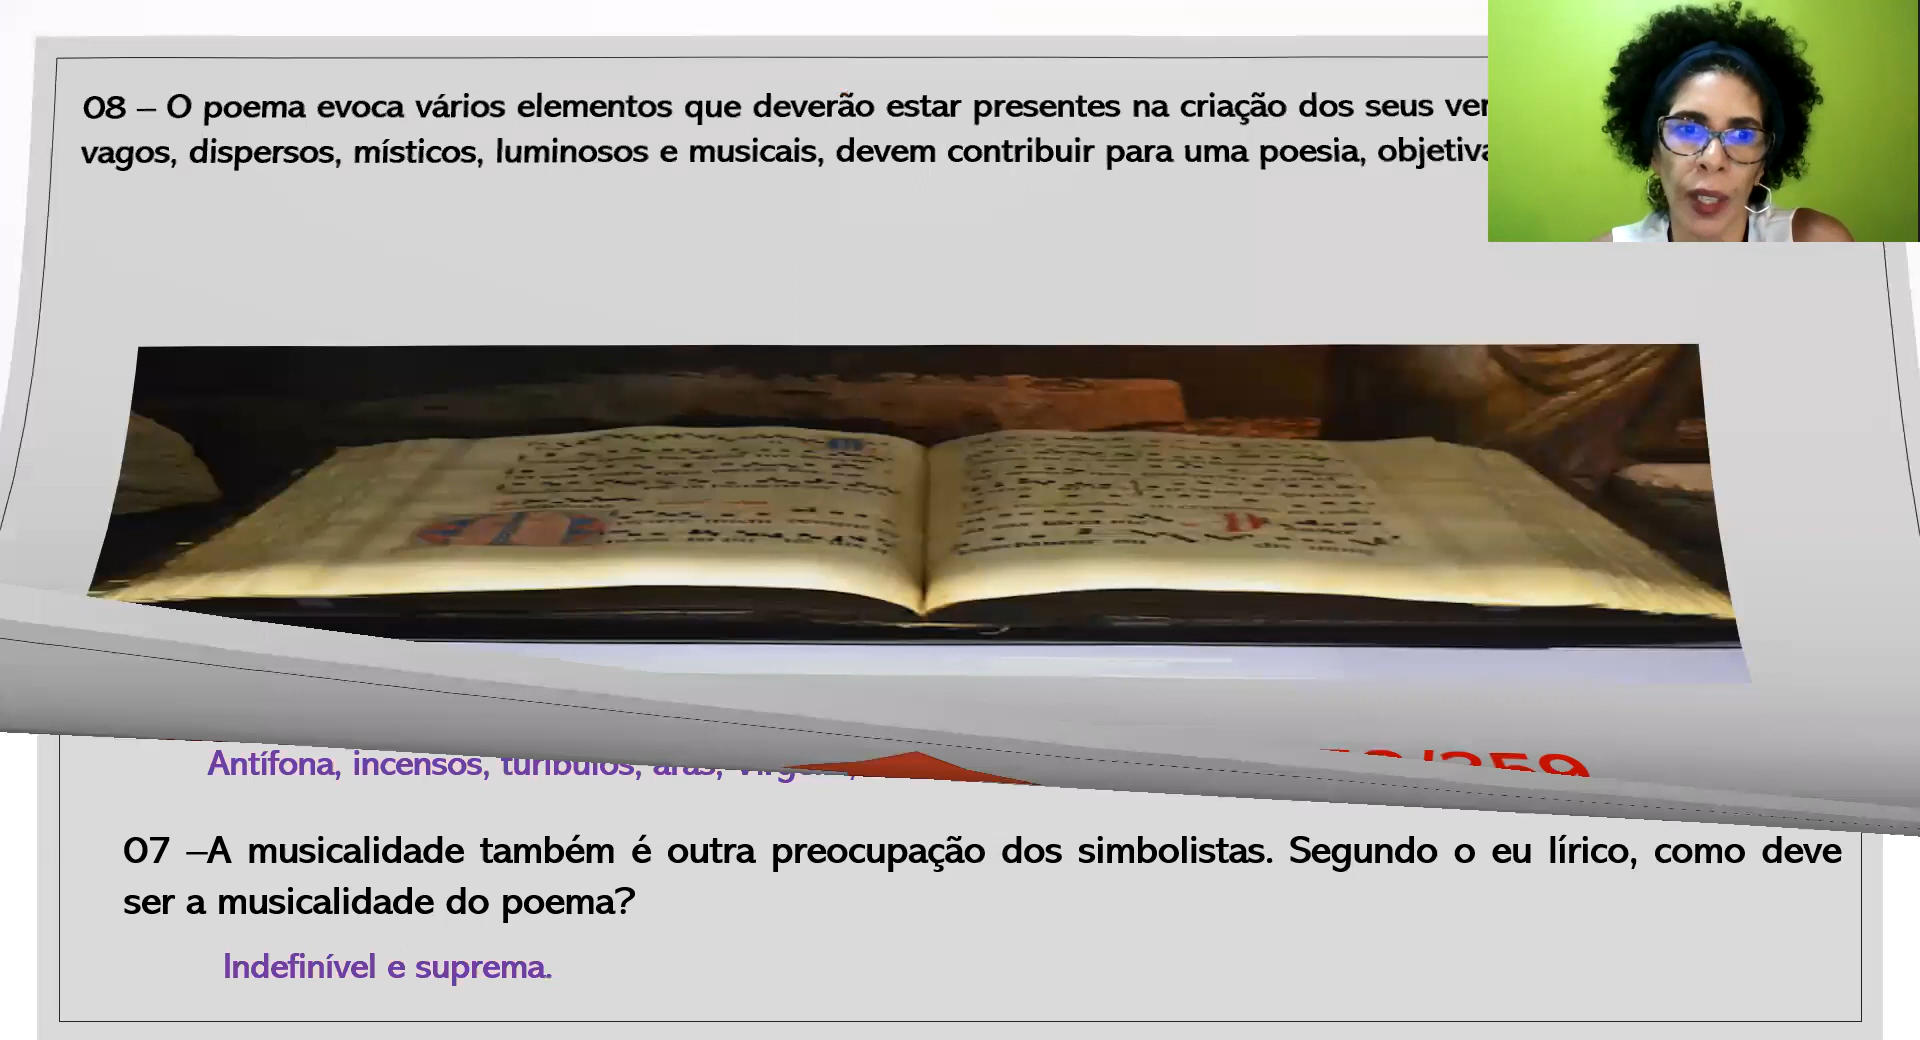 08 – O poema evoca vários elementos que deverão estar presentes na criação dos seus
vagos, dispersos, místicos, luminosos e musicais, devem contribuir para uma poesia,
Antífona, incensos, turíbulos, aras,
07 –A musicalidade também é outra preocupação dos simbolistas. Segundo o eu lírico, como deve
ser a musicalidade do poema?
Indefinível e suprema.